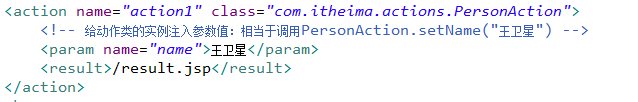 <action name="action1" class="com.itheima.actions.PersonAction">
<!-- 给动作类的实例注入参数值：相当于调用PersonAction.setName("王卫星") -->
<param name="name">王卫星</param>
<result>/result.jsp</result>
</action>